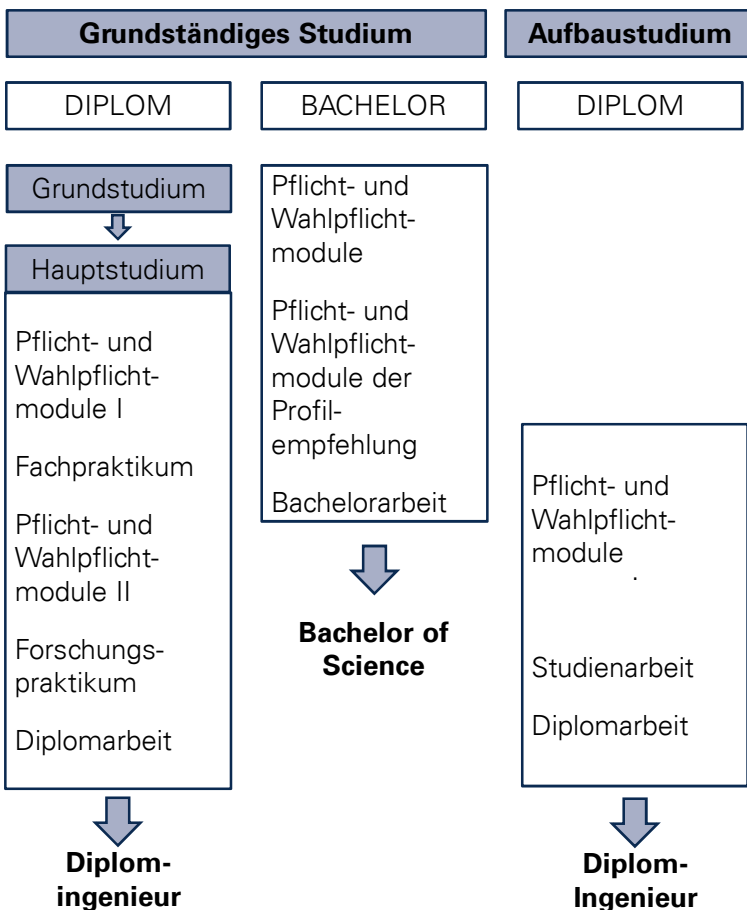 Grundständiges Studium
Aufbaustudium
DIPLOM
BACHELOR
DIPLOM
Grundstudium
Hauptstudium
Pflicht- und
Wahlpflicht-
module I
Fachpraktikum
Pflicht- und
Wahlpflicht-
module II
Forschungs-
praktikum
Diplomarbeit
Diplom-
ingenieur
Pflicht- und
Wahlpflicht-
module
Pflicht- und
Wahlpflicht-
module der
Profil-
empfehlung
Bachelorarbeit
Bachelor of
Science
Pflicht- und
Wahlpflicht-
module
.
Studienarbeit
Diplomarbeit
Diplom-
Ingenieur